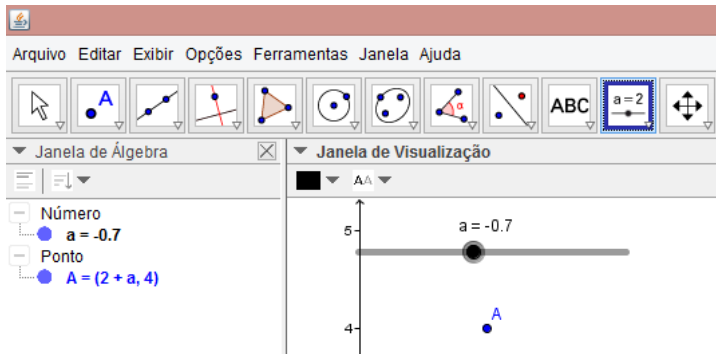 Arquivo Editar Exibir Opções Ferramentas Janela Ajuda
A
α
ABC
a = 2
Janela de Álgebra
Janela de Visualização
AA
Número
a = -0.7
Ponto
A = (2 + a, 4)
5
a = -0.7
A
4